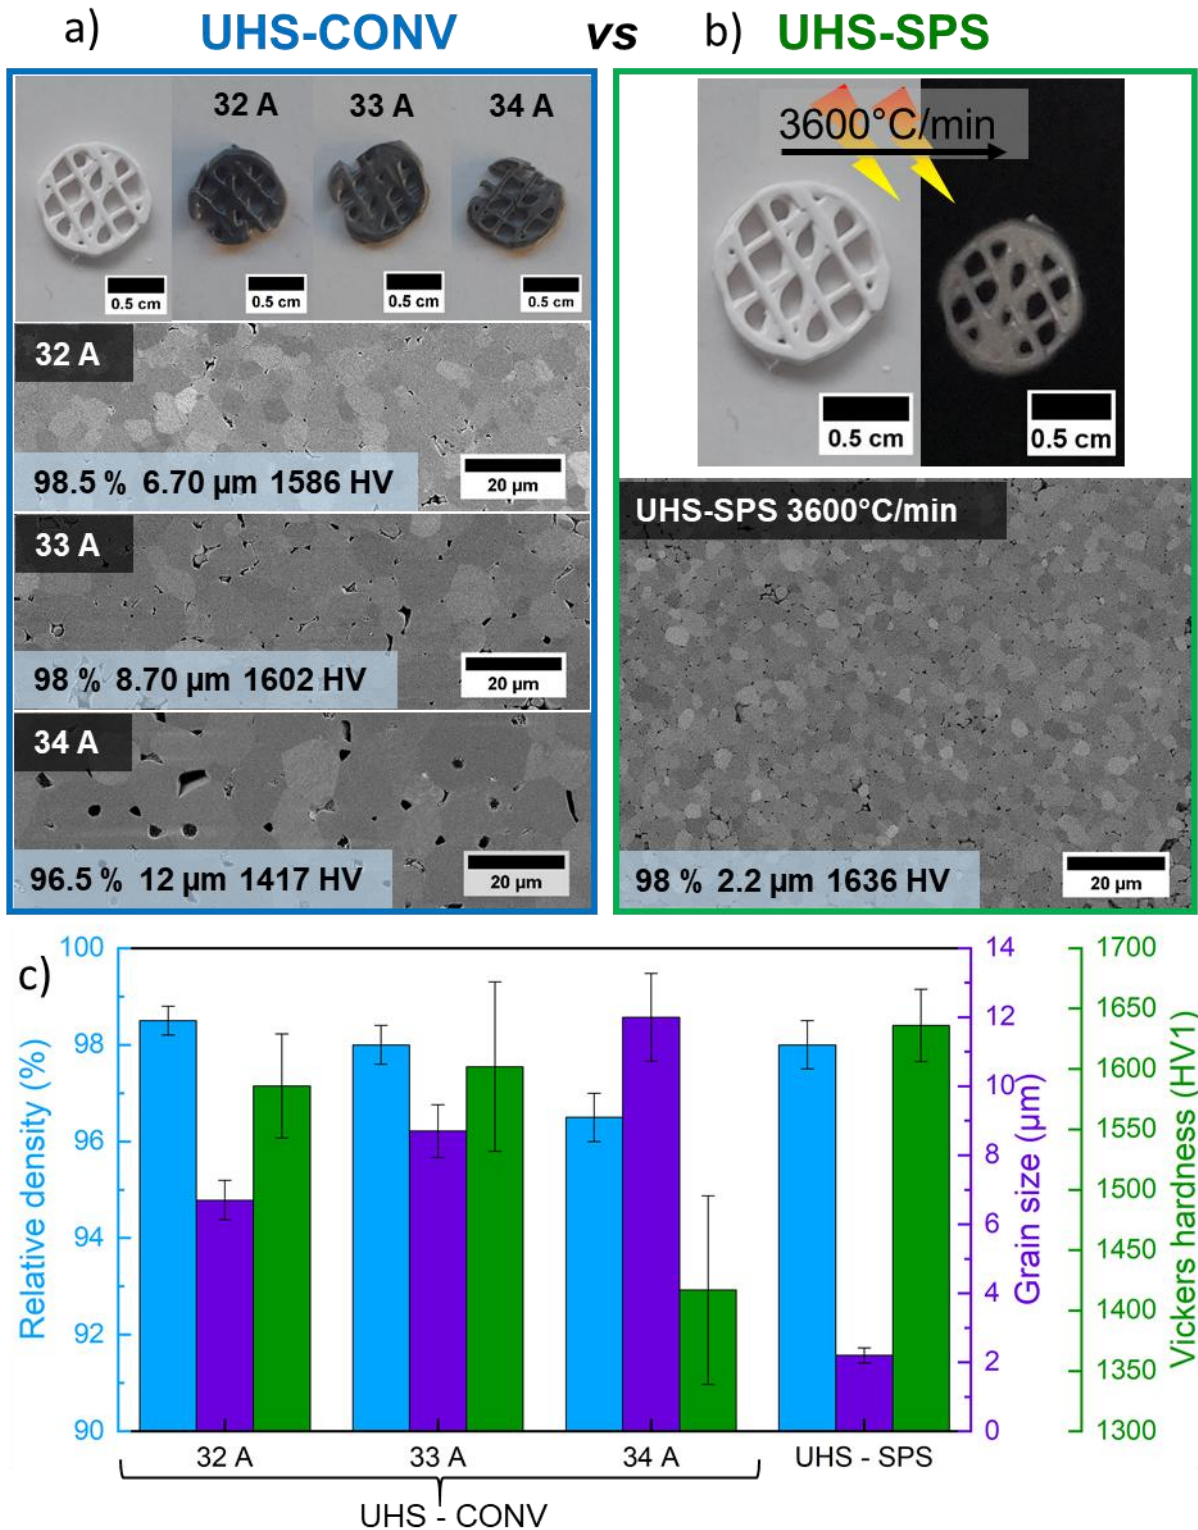 a) UHS-CONV vs b) UHS-SPS
32 A 33 A 34 A
0.5 cm 0.5 cm 0.5 cm 0.5 cm
32 A
98.5 % 6.70 µm 1586 HV
20 µm
33 A
98 % 8.70 µm 1602 HV
20 µm
34 A
96.5 % 12 µm 1417 HV
20 µm
3600°C/min
0.5 cm 0.5 cm
UHS-SPS 3600°C/min
98 % 2.2 µm 1636 HV
20 µm
c)
Relative density (%)
100
98
96
94
92
90
14
12
10
8
6
4
2
0
Grain size (µm)
1700
1650
1600
1550
1500
1450
1400
1350
1300
Vickers hardness (HV1)
32 A 33 A 34 A UHS - SPS
UHS - CONV